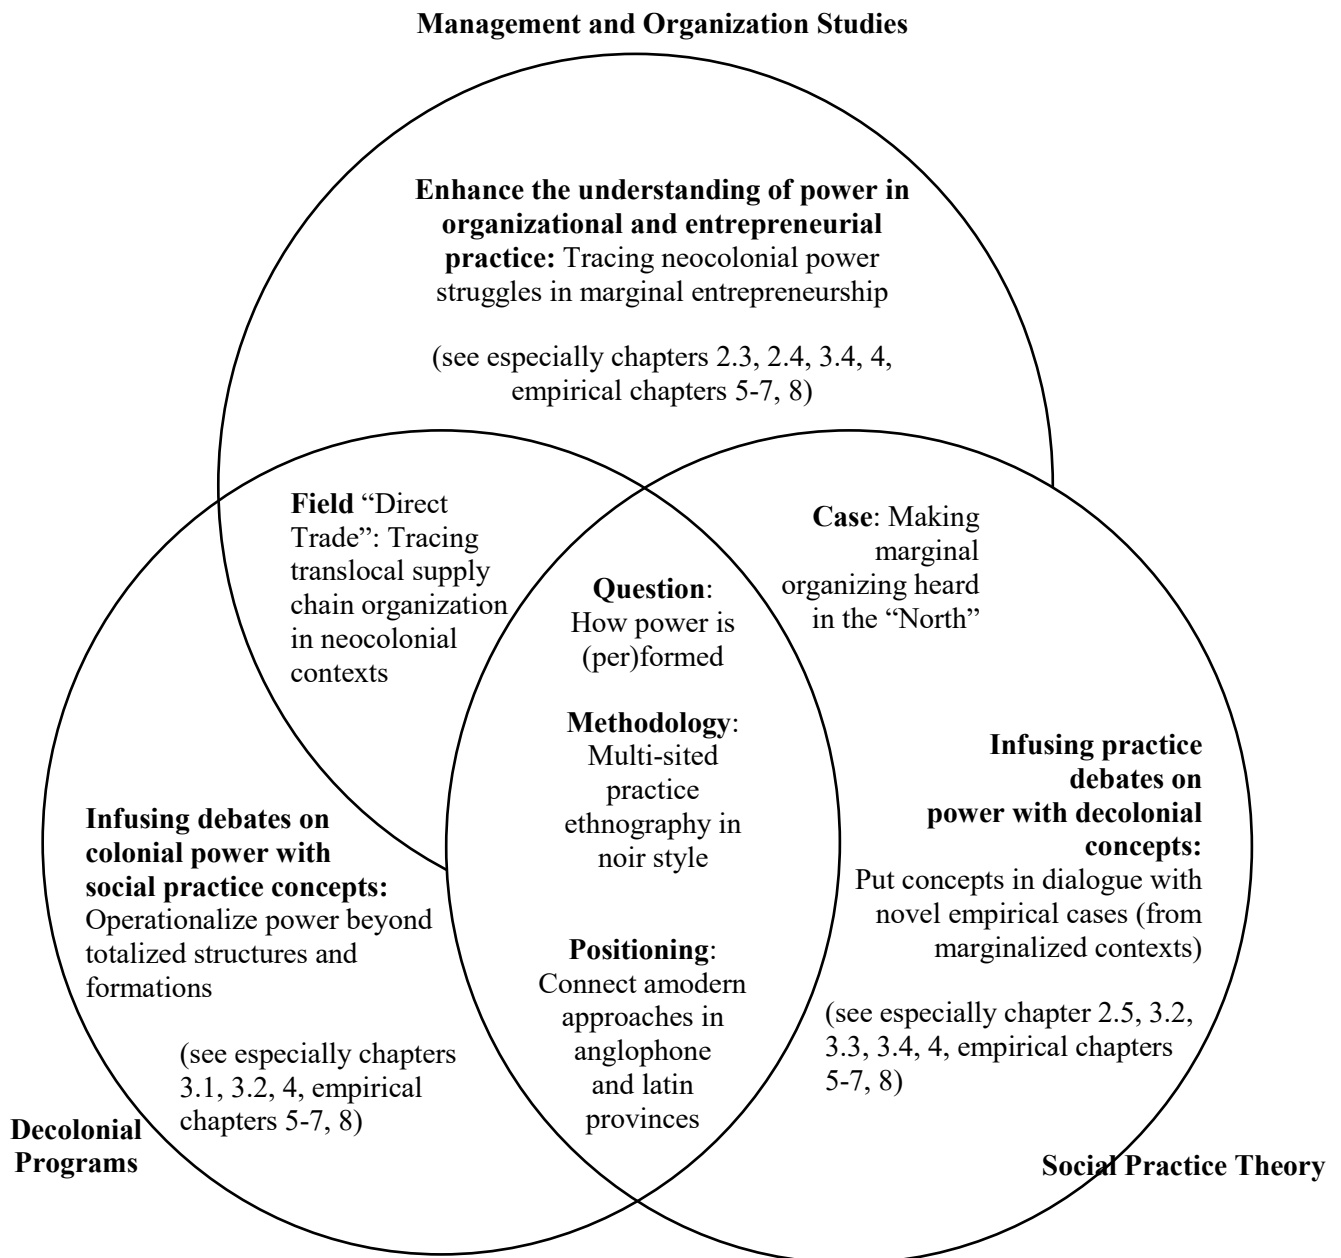 Management and Organization Studies
Enhance the understanding of power in
organizational and entrepreneurial
practice: Tracing neocolonial power
struggles in marginal entrepreneurship
(see especially chapters 2.3, 2.4, 3.4, 4,
empirical chapters 5-7, 8)
Field “Direct
Trade”: Tracing
translocal supply
chain organization
in neocolonial
contexts
Case: Making
marginal
organizing heard
in the “North”
Question:
How power is
(per)formed
Methodology:
Multi-sited
practice
ethnography in
noir style
Positioning:
Connect amodern
approaches in
anglophone
and latin
provinces
Infusing debates on
colonial power with
social practice concepts:
Operationalize power beyond
totalized structures and
formations
(see especially chapters
3.1, 3.2, 4, empirical
chapters 5-7, 8)
Decolonial
Programs
Infusing practice
debates on
power with decolonial
concepts:
Put concepts in dialogue with
novel empirical cases (from
marginalized contexts)
(see especially chapter 2.5, 3.2,
3.3, 3.4, 4, empirical chapters
5-7, 8)
Social Practice Theory